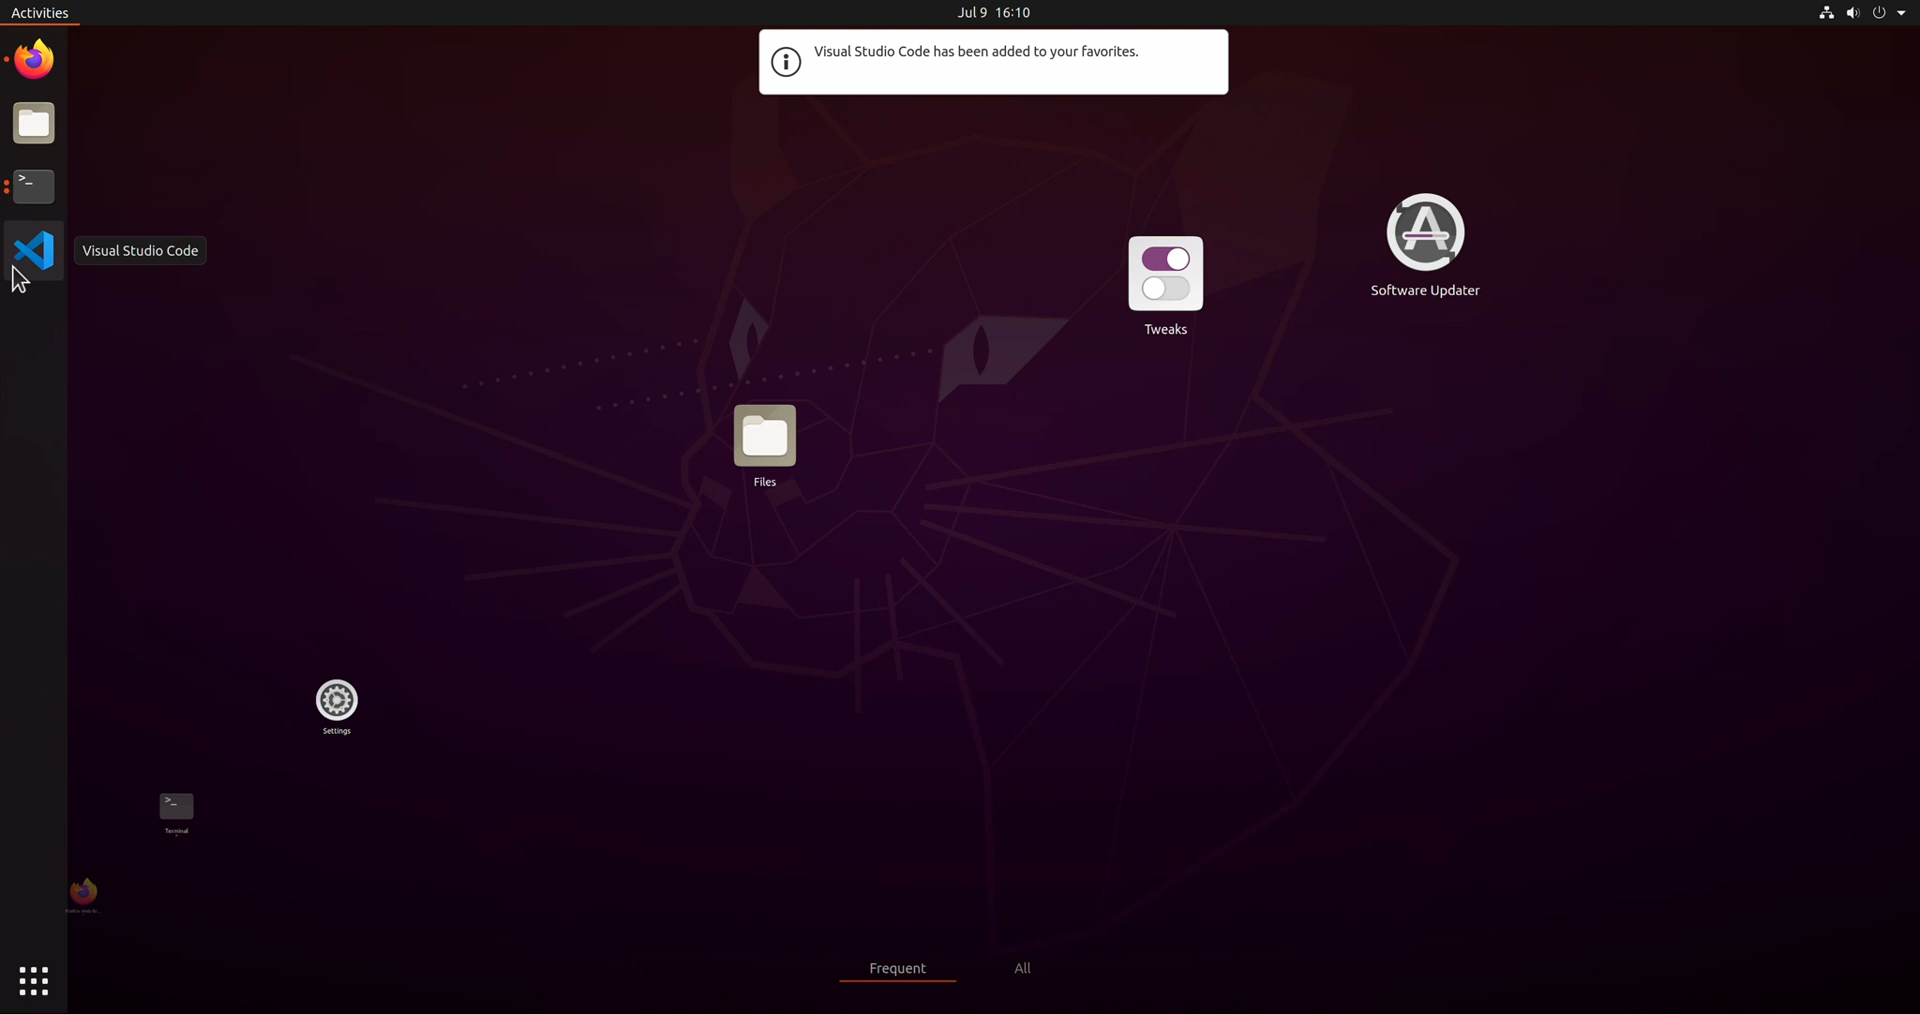 Activities
Jul 9 16:10
Visual Studio Code has been added to your favorites.
Visual Studio Code
Software Updater
Tweaks
Files
Settings
Terminal
Frequent
All